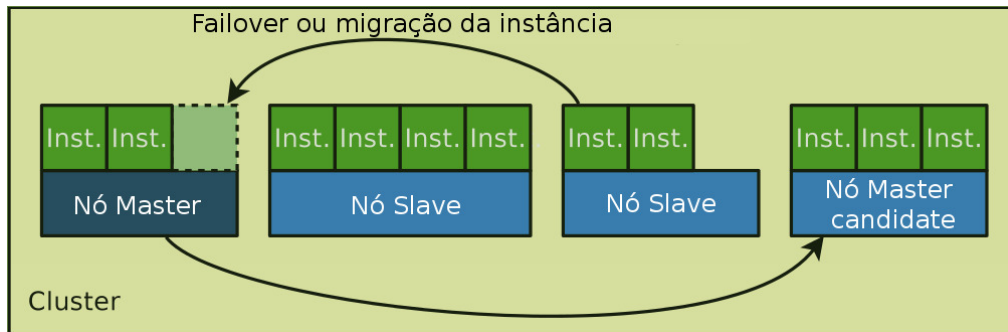 Failover ou migração da instância
Inst. Inst.
Inst. Inst. Inst. Inst.
Inst. Inst.
Inst. Inst. Inst.
Nó Master
Nó Slave
Nó Slave
Nó Master
candidate
Cluster